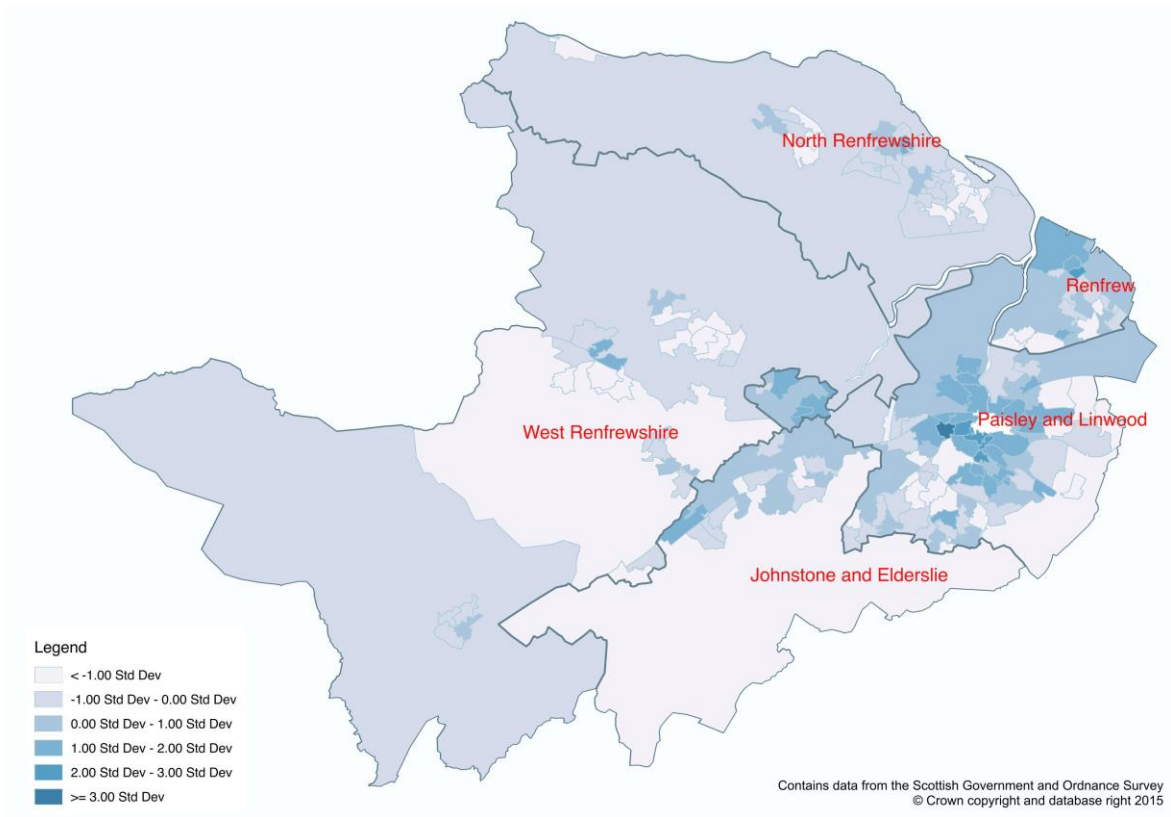 North Renfrewshire
Renfrew
Paisley and Linwood
West Renfrewshire
Johnstone and Elderslie
Legend
< -1.00 Std Dev
-1.00 Std Dev - 0.00 Std Dev
0.00 Std Dev - 1.00 Std Dev
1.00 Std Dev - 2.00 Std Dev
2.00 Std Dev - 3.00 Std Dev
>= 3.00 Std Dev
Contains data from the Scottish Government and Ordnance Survey
© Crown copyright and database right 2015